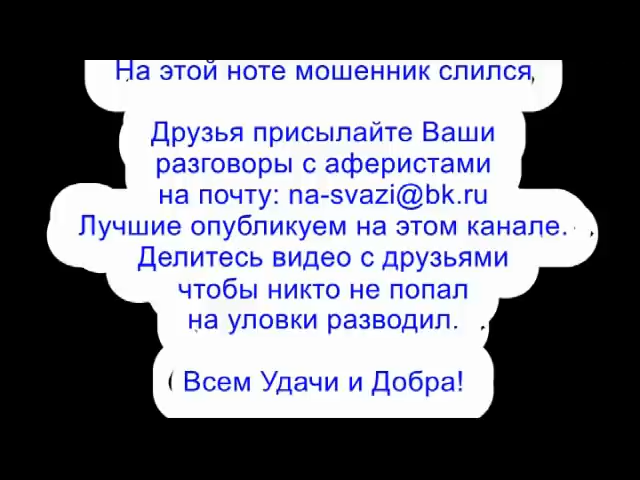 На этой ноте мошенник слился,
Друзья присылайте Ваши
разговоры с аферистами
на почту: na-svazi@bk.ru
Лучшие опубликуем на этом канале.
Делитесь видео с друзьями
чтобы никто не попал
на уловки разводил.
Всем Удачи и Добра!